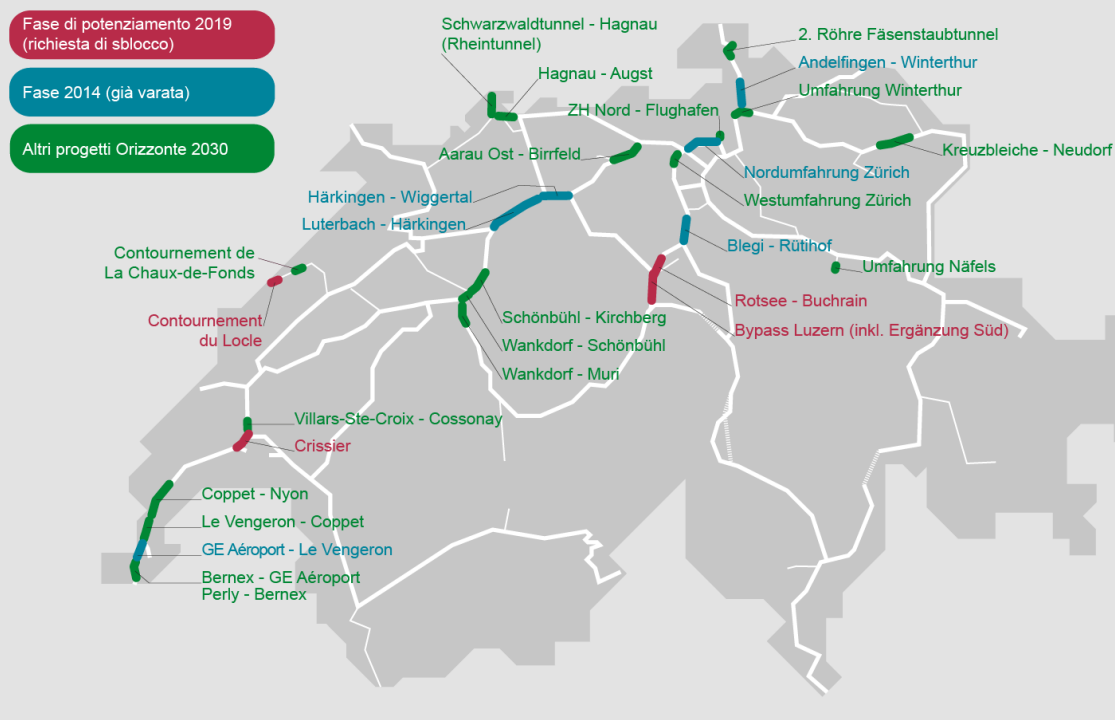 Fase di potenziamento 2019
(richiesta di sblocco)
Fase 2014 (già varata)
Altri progetti Orizzonte 2030
Schwarzwaldtunnel - Hagnau
(Rheintunnel)
Hagnau - Augst
2. Röhre Fäsenstaubtunnel
Andelfingen - Winterthur
Umfahrung Winterthur
ZH Nord - Flughafen
Aarau Ost - Birrfeld
Kreuzbleiche - Neudorf
Nordumfahrung Zürich
Westumfahrung Zürich
Härkingen - Wiggertal
Luterbach - Härkingen
Blegi - Rütihof
Contournement de
La Chaux-de-Fonds
Umfahrung Näfels
Contournement
du Locle
Rotsee - Buchrain
Bypass Luzern (inkl. Ergänzung Süd)
Schönbühl - Kirchberg
Wankdorf - Schönbühl
Wankdorf - Muri
Villars-Ste-Croix - Cossonay
Crissier
Coppet - Nyon
Le Vengeron - Coppet
GE Aéroport - Le Vengeron
Bernex - GE Aéroport
Perly - Bernex